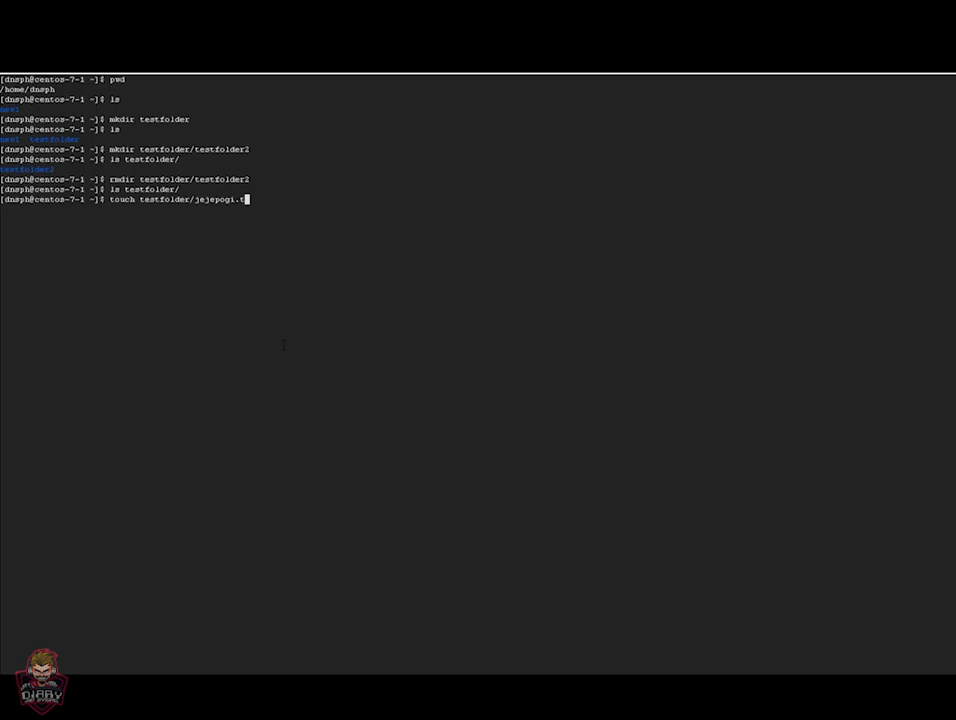 [dnsph@centos-7-1 ~]$ pwd
/home/dnsph
[dnsph@centos-7-1 ~]$ ls
[dnsph@centos-7-1 ~]$ mkdir testfolder
[dnsph@centos-7-1 ~]$ ls
testfolder
[dnsph@centos-7-1 ~]$ mkdir testfolder/testfolder2
[dnsph@centos-7-1 ~]$ ls testfolder/
testfolder2
[dnsph@centos-7-1 ~]$ rmdir testfolder/testfolder2
[dnsph@centos-7-1 ~]$ ls testfolder/
[dnsph@centos-7-1 ~]$ touch testfolder/jejepogi.t